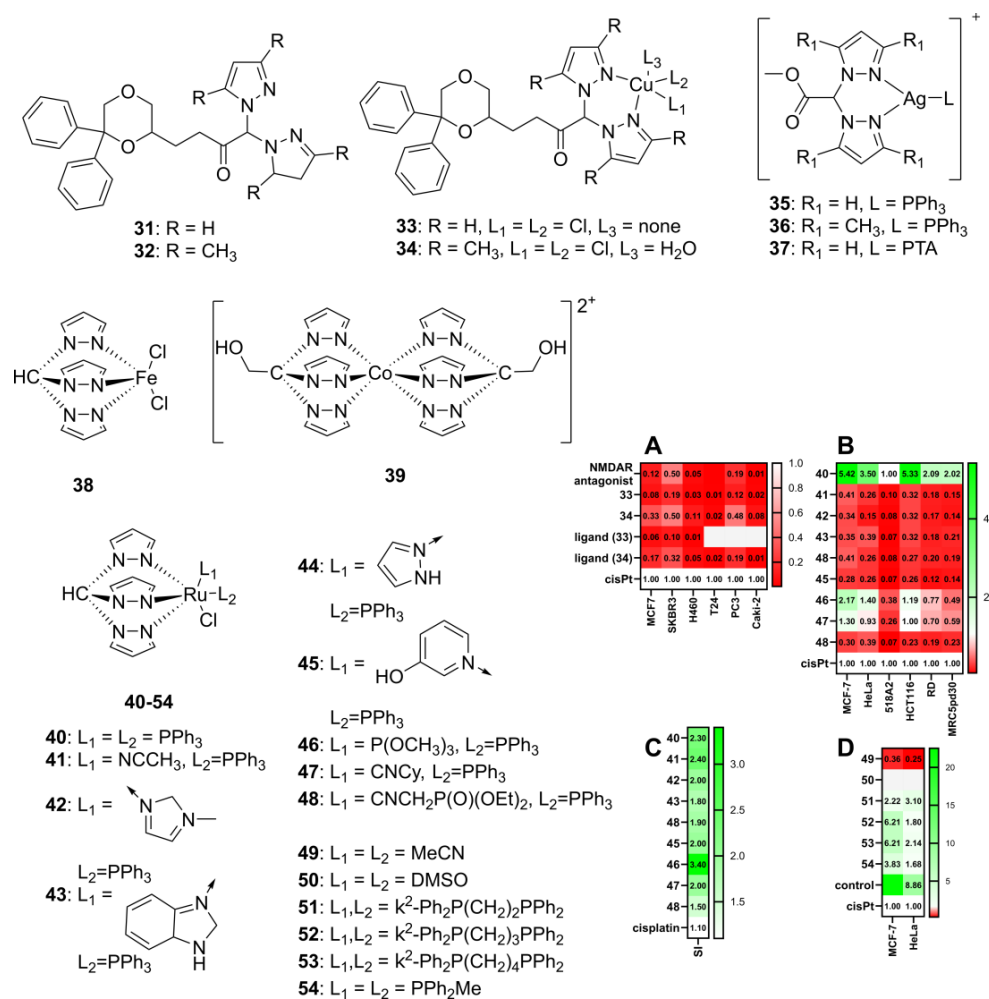 R
N
N
R
O
O
N
N
R
R
O
31: R = H
32: R = CH3
R
N
N
R
L3
Cu
L2
L1
O
O
N
N
R
R
O
33: R = H, L1 = L2 = Cl, L3 = none
34: R = CH3, L1 = L2 = Cl, L3 = H2O
+
R1
R1
N
N
O
O
Ag
L
N
N
R1
R1
35: R1 = H, L = PPh3
36: R1 = CH3, L = PPh3
37: R1 = H, L = PTA
N
N
HC
N
N
Fe
Cl
Cl
N
N
38
2+
HO
OH
N
N
N
N
C
N
N
Co
N
N
C
N
N
N
N
39
N
N
HC
N
N
Ru
L1
L2
Cl
N
N
40-54
40: L1 = L2 = PPh3
41: L1 = NCCH3, L2=PPh3
42: L1 =
N
N
L2=PPh3
43: L1 =
N
N
H
L2=PPh3
44: L1 =
N
NH
L2=PPh3
45: L1 =
HO
N
L2=PPh3
46: L1 = P(OCH3)3, L2=PPh3
47: L1 = CNCy, L2=PPh3
48: L1 = CNCH2P(O)(OEt)2, L2=PPh3
49: L1 = L2 = MeCN
50: L1 = L2 = DMSO
51: L1,L2 = k2-Ph2P(CH2)2PPh2
52: L1,L2 = k2-Ph2P(CH2)3PPh2
53: L1,L2 = k2-Ph2P(CH2)4PPh2
54: L1 = L2 = PPh2Me
A
NMDAR
antagonist 0.12 0.50 0.05 0.19 0.01
33 0.08 0.19 0.03 0.01 0.12 0.02
34 0.33 0.50 0.11 0.02 0.48 0.08
ligand (33) 0.06 0.10 0.01
ligand (34) 0.17 0.32 0.05 0.02 0.19 0.01
cisPt 1.00 1.00 1.00 1.00 1.00 1.00
MCF7 SKBR3 H460 T24 PC3 Caki-2
1.0
0.8
0.6
0.4
0.2
B
40 5.42 3.50 1.00 5.33 2.09 2.02
41 0.41 0.26 0.10 0.32 0.18 0.15
42 0.34 0.15 0.08 0.32 0.17 0.14
43 0.35 0.39 0.07 0.32 0.18 0.21
48 0.41 0.26 0.08 0.27 0.20 0.19
45 0.28 0.26 0.07 0.26 0.12 0.14
46 2.17 1.40 0.38 1.19 0.77 0.49
47 1.30 0.93 0.26 1.00 0.70 0.59
48 0.30 0.39 0.07 0.23 0.19 0.23
cisPt 1.00 1.00 1.00 1.00 1.00 1.00
MCF-7 HeLa 518A2 HCT116 RD MRC5pd30
4
2
C
40 2.30
41 2.40
42 2.00
43 1.80
48 1.90
45 2.00
46 3.40
47 2.00
48 1.50
cisplatin 1.10
SI
3.0
2.5
2.0
1.5
D
49 0.36 0.25
50
51 2.22 3.10
52 6.21 1.80
53 6.21 2.14
54 3.83 1.68
control 8.86
cisPt 1.00 1.00
MCF-7 HeLa
20
15
10
5